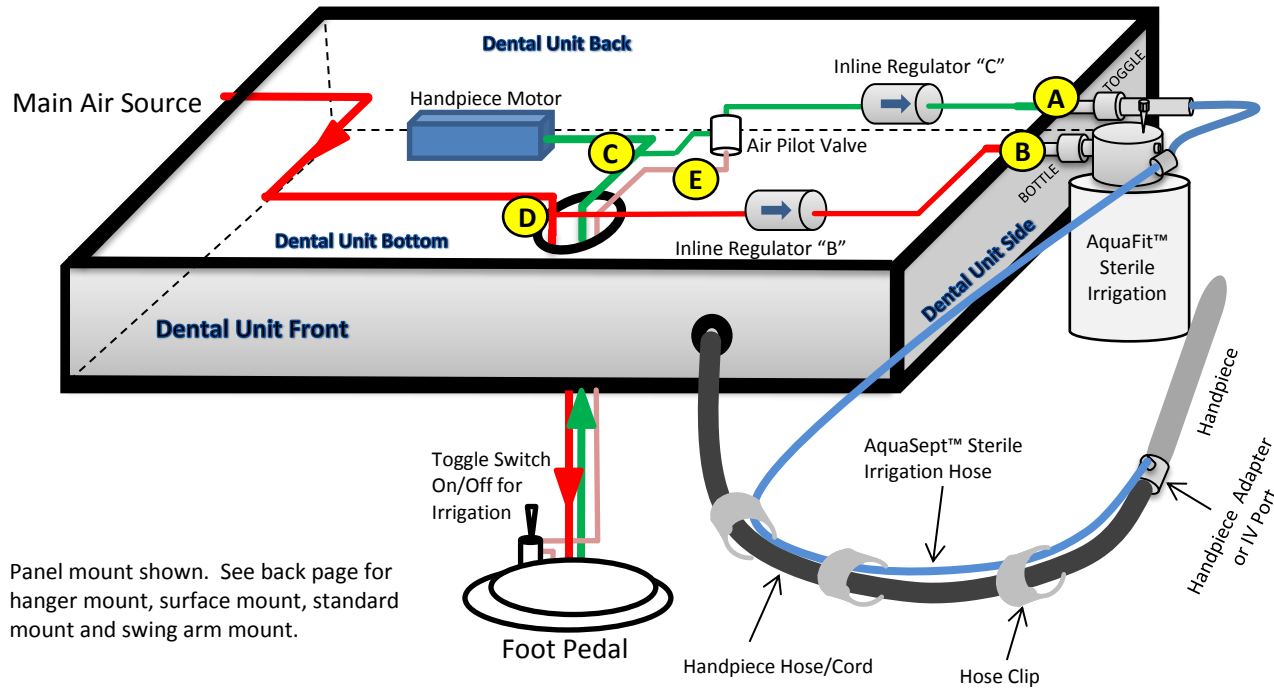 Dental Unit Back
Main Air Source
Handpiece Motor
Inline Regulator “C”
A
TOGGLE
C
Air Pilot Valve
B
E
BOTTLE
D
Dental Unit Bottom
Inline Regulator “B”
AquaFit™
Sterile
Irrigation
Dental Unit Side
Dental Unit Front
Handpiece
Toggle Switch
On/Off for
Irrigation
AquaSept™ Sterile
Irrigation Hose
Handpiece Adapter
or IV Port
Panel mount shown.  See back page for
hanger mount, surface mount, standard
mount and swing arm mount.
Foot Pedal
Handpiece Hose/Cord
Hose Clip